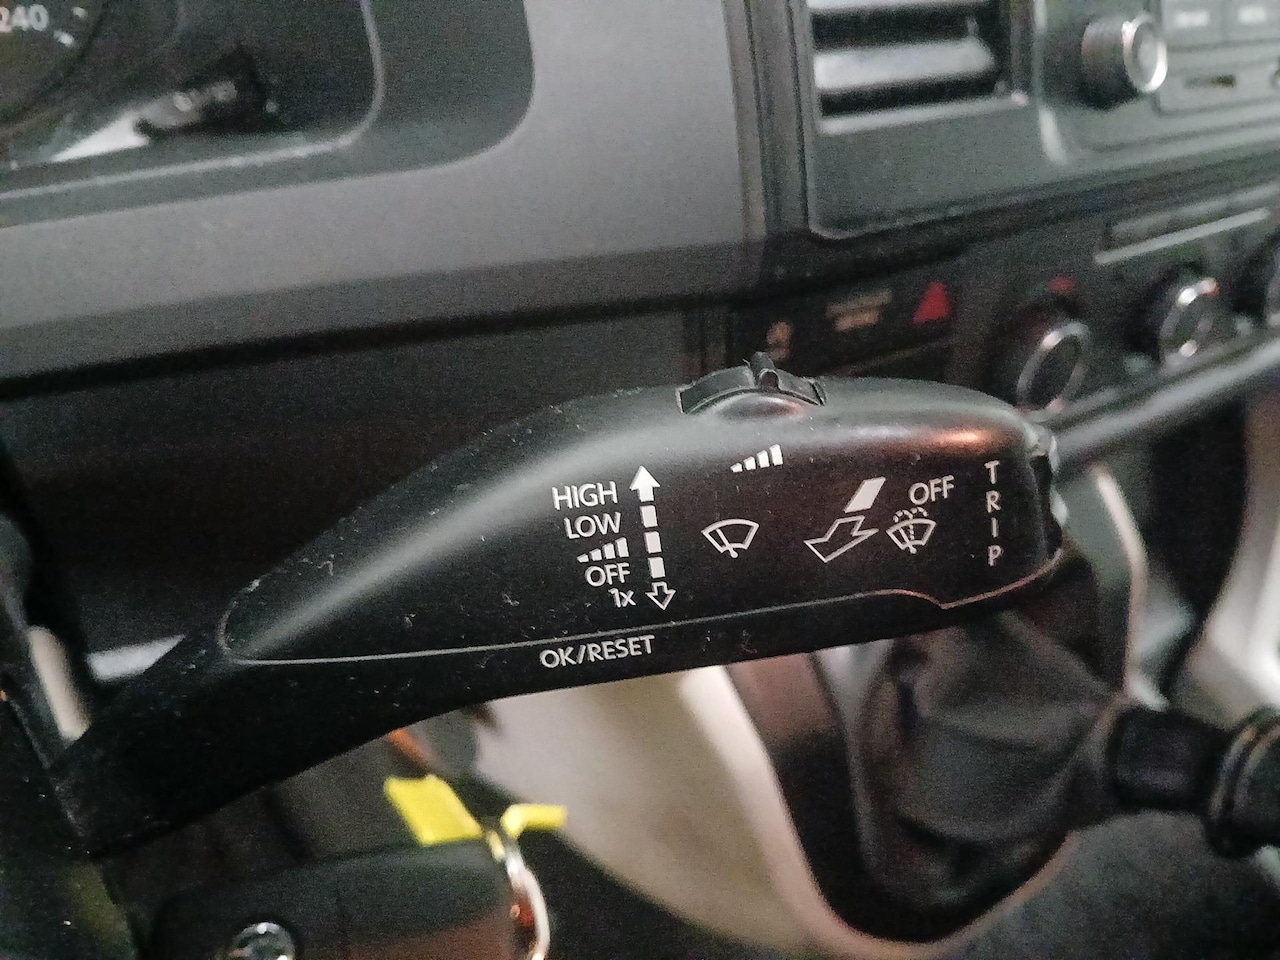 240
HIGH
LOW
OFF
1x
OFF
TRIP
OK/RESET